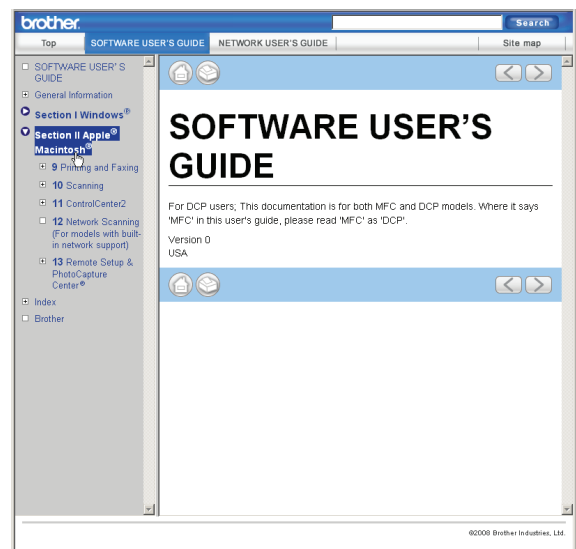 brother.
Search
Top SOFTWARE USER'S GUIDE NETWORK USER'S GUIDE Site map
SOFTWARE USER'S
GUIDE
General Information
Section I Windows®
Section II Apple®
Macintosh®
9 Printing and Faxing
10 Scanning
11 ControlCenter2
12 Network Scanning
(For models with built-
in network support)
13 Remote Setup &
PhotoCapture
Center®
Index
Brother
SOFTWARE USER'S
GUIDE
For DCP users; This documentation is for both MFC and DCP models. Where it says
'MFC' in this user's guide, please read 'MFC' as 'DCP'.
Version 0
USA
©2008 Brother Industries, Ltd.